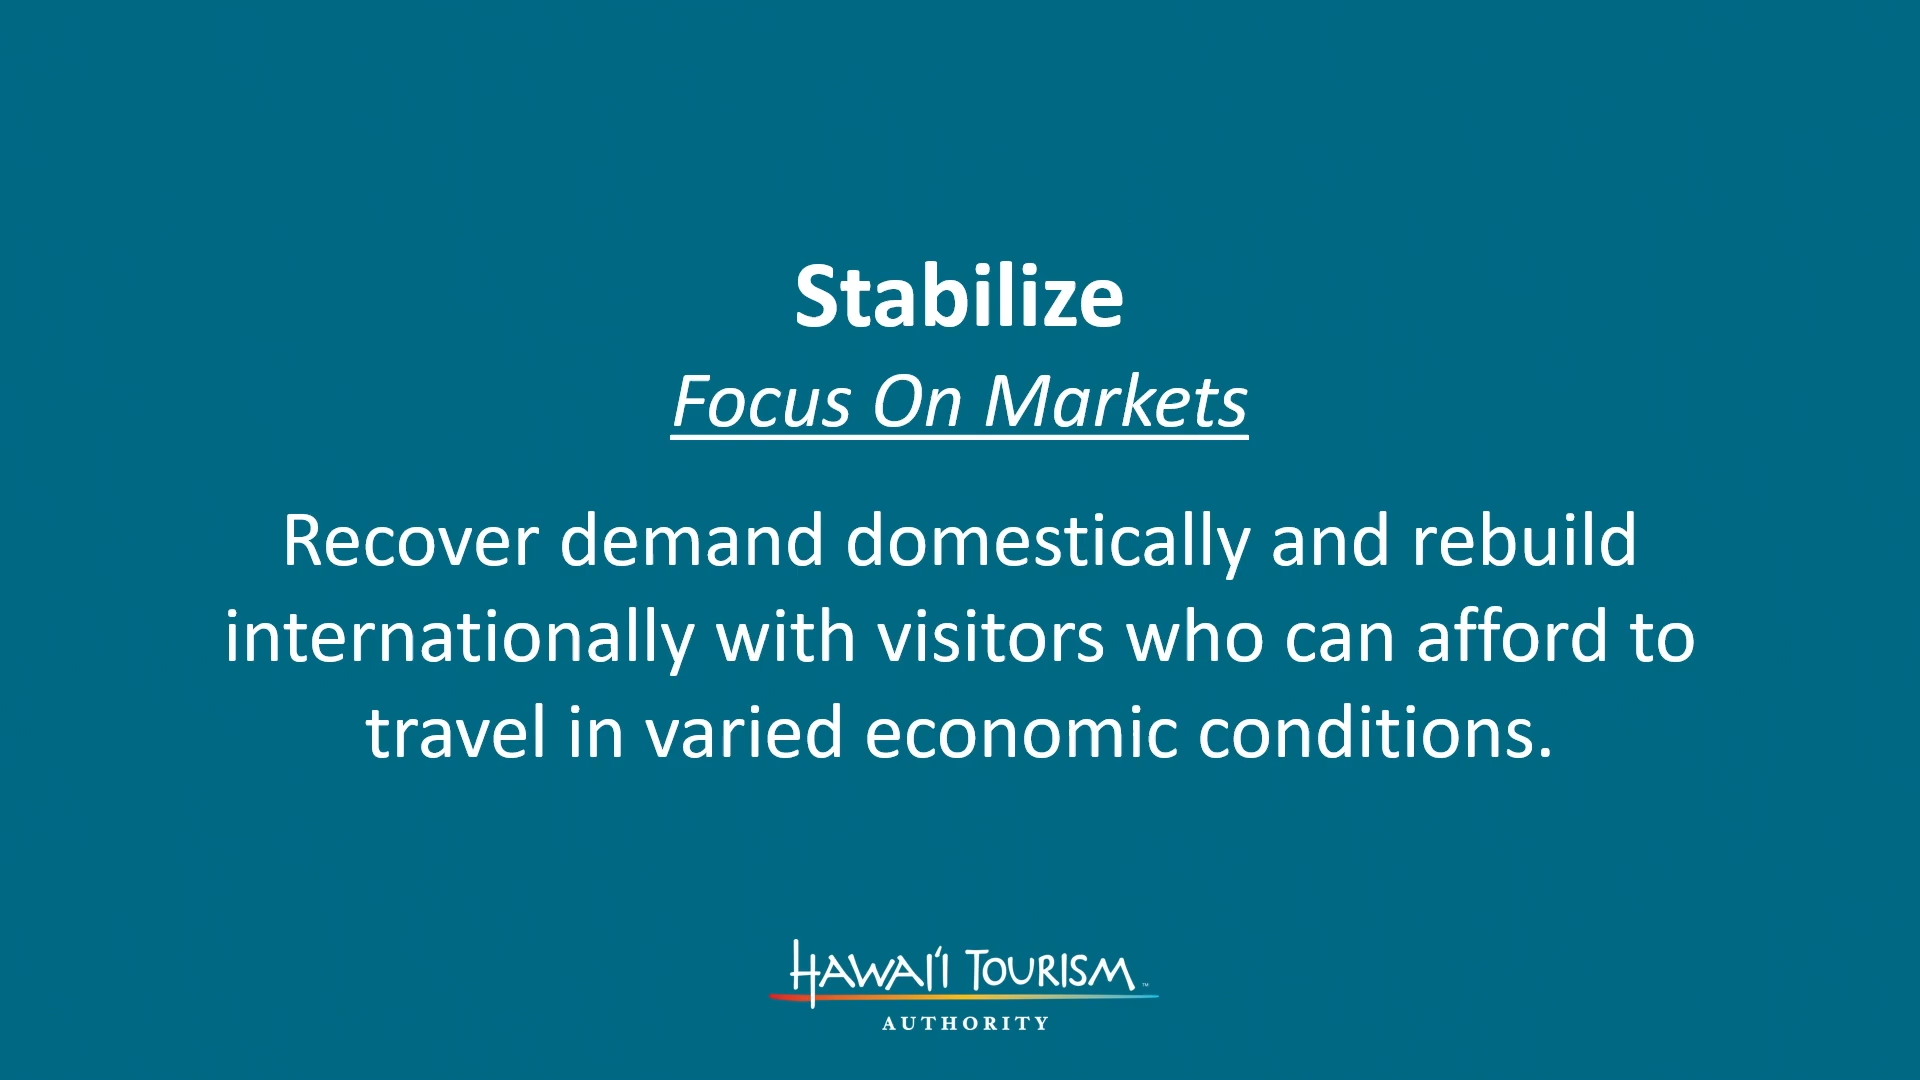 Stabilize
Focus On Markets
Recover demand domestically and rebuild
internationally with visitors who can afford to
travel in varied economic conditions.
HAWAI‘I TOURISM™
AUTHORITY